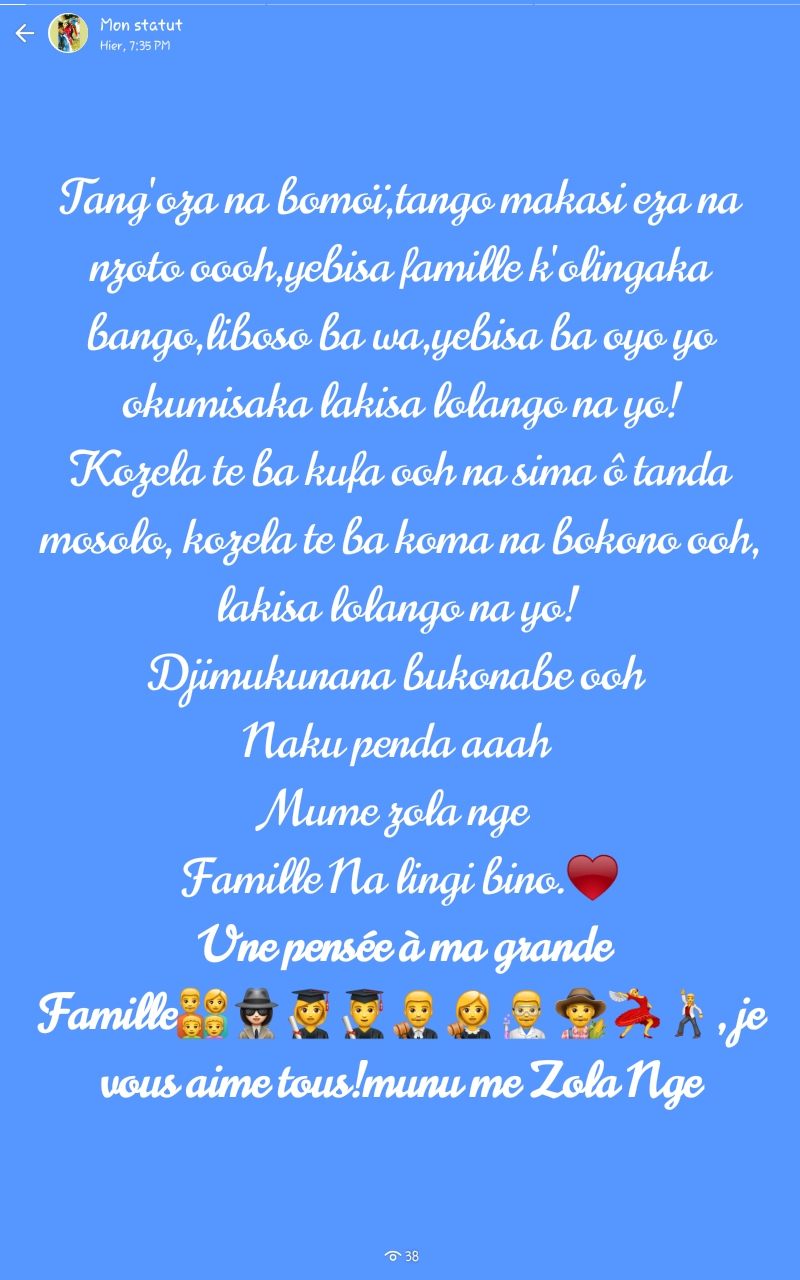 Mon statut
Hier, 7:35 PM
Tang'oza na bomoï,tango makasi eza na
nzoto oooh,yebisa famille k'olingaka
bango,liboso ba wa,yebisa ba oyo yo
okumisaka lakisa lolango na yo!
Kozela te ba kufa ooh na sima ô tanda
mosolo, kozela te ba koma na bokono ooh,
lakisa lolango na yo!
Djimukunana bukonabe ooh
Naku penda aaah
Mume zola nge
Famille Na lingi bino.❤️
Une pensée à ma grande
Famille👨‍👩‍👧‍👦🕵️‍♀️👩‍🎓👨‍🎓👨‍⚖️👩‍⚖️👨‍🔬👩‍🌾💃🕺,je
vous aime tous!munu me Zola Nge
38